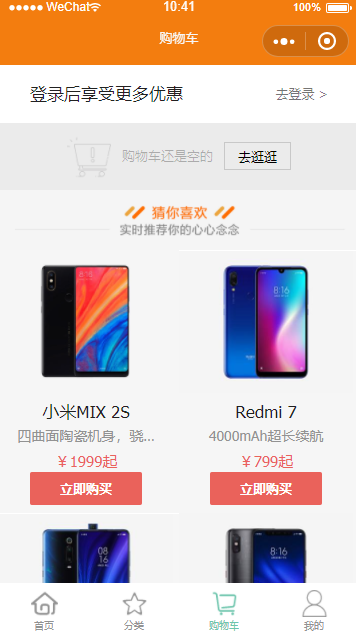 WeChat 10:41 100%
购物车
登录后享受更多优惠 去登录 >
购物车还是空的 去逛逛
猜你喜欢
实时推荐你的心心念念
8:16
小米MIX 2S Redmi 7
四曲面陶瓷机身，骁... 4000mAh超长续航
￥1999起 ￥799起
立即购买 立即购买
首页 分类 购物车 我的